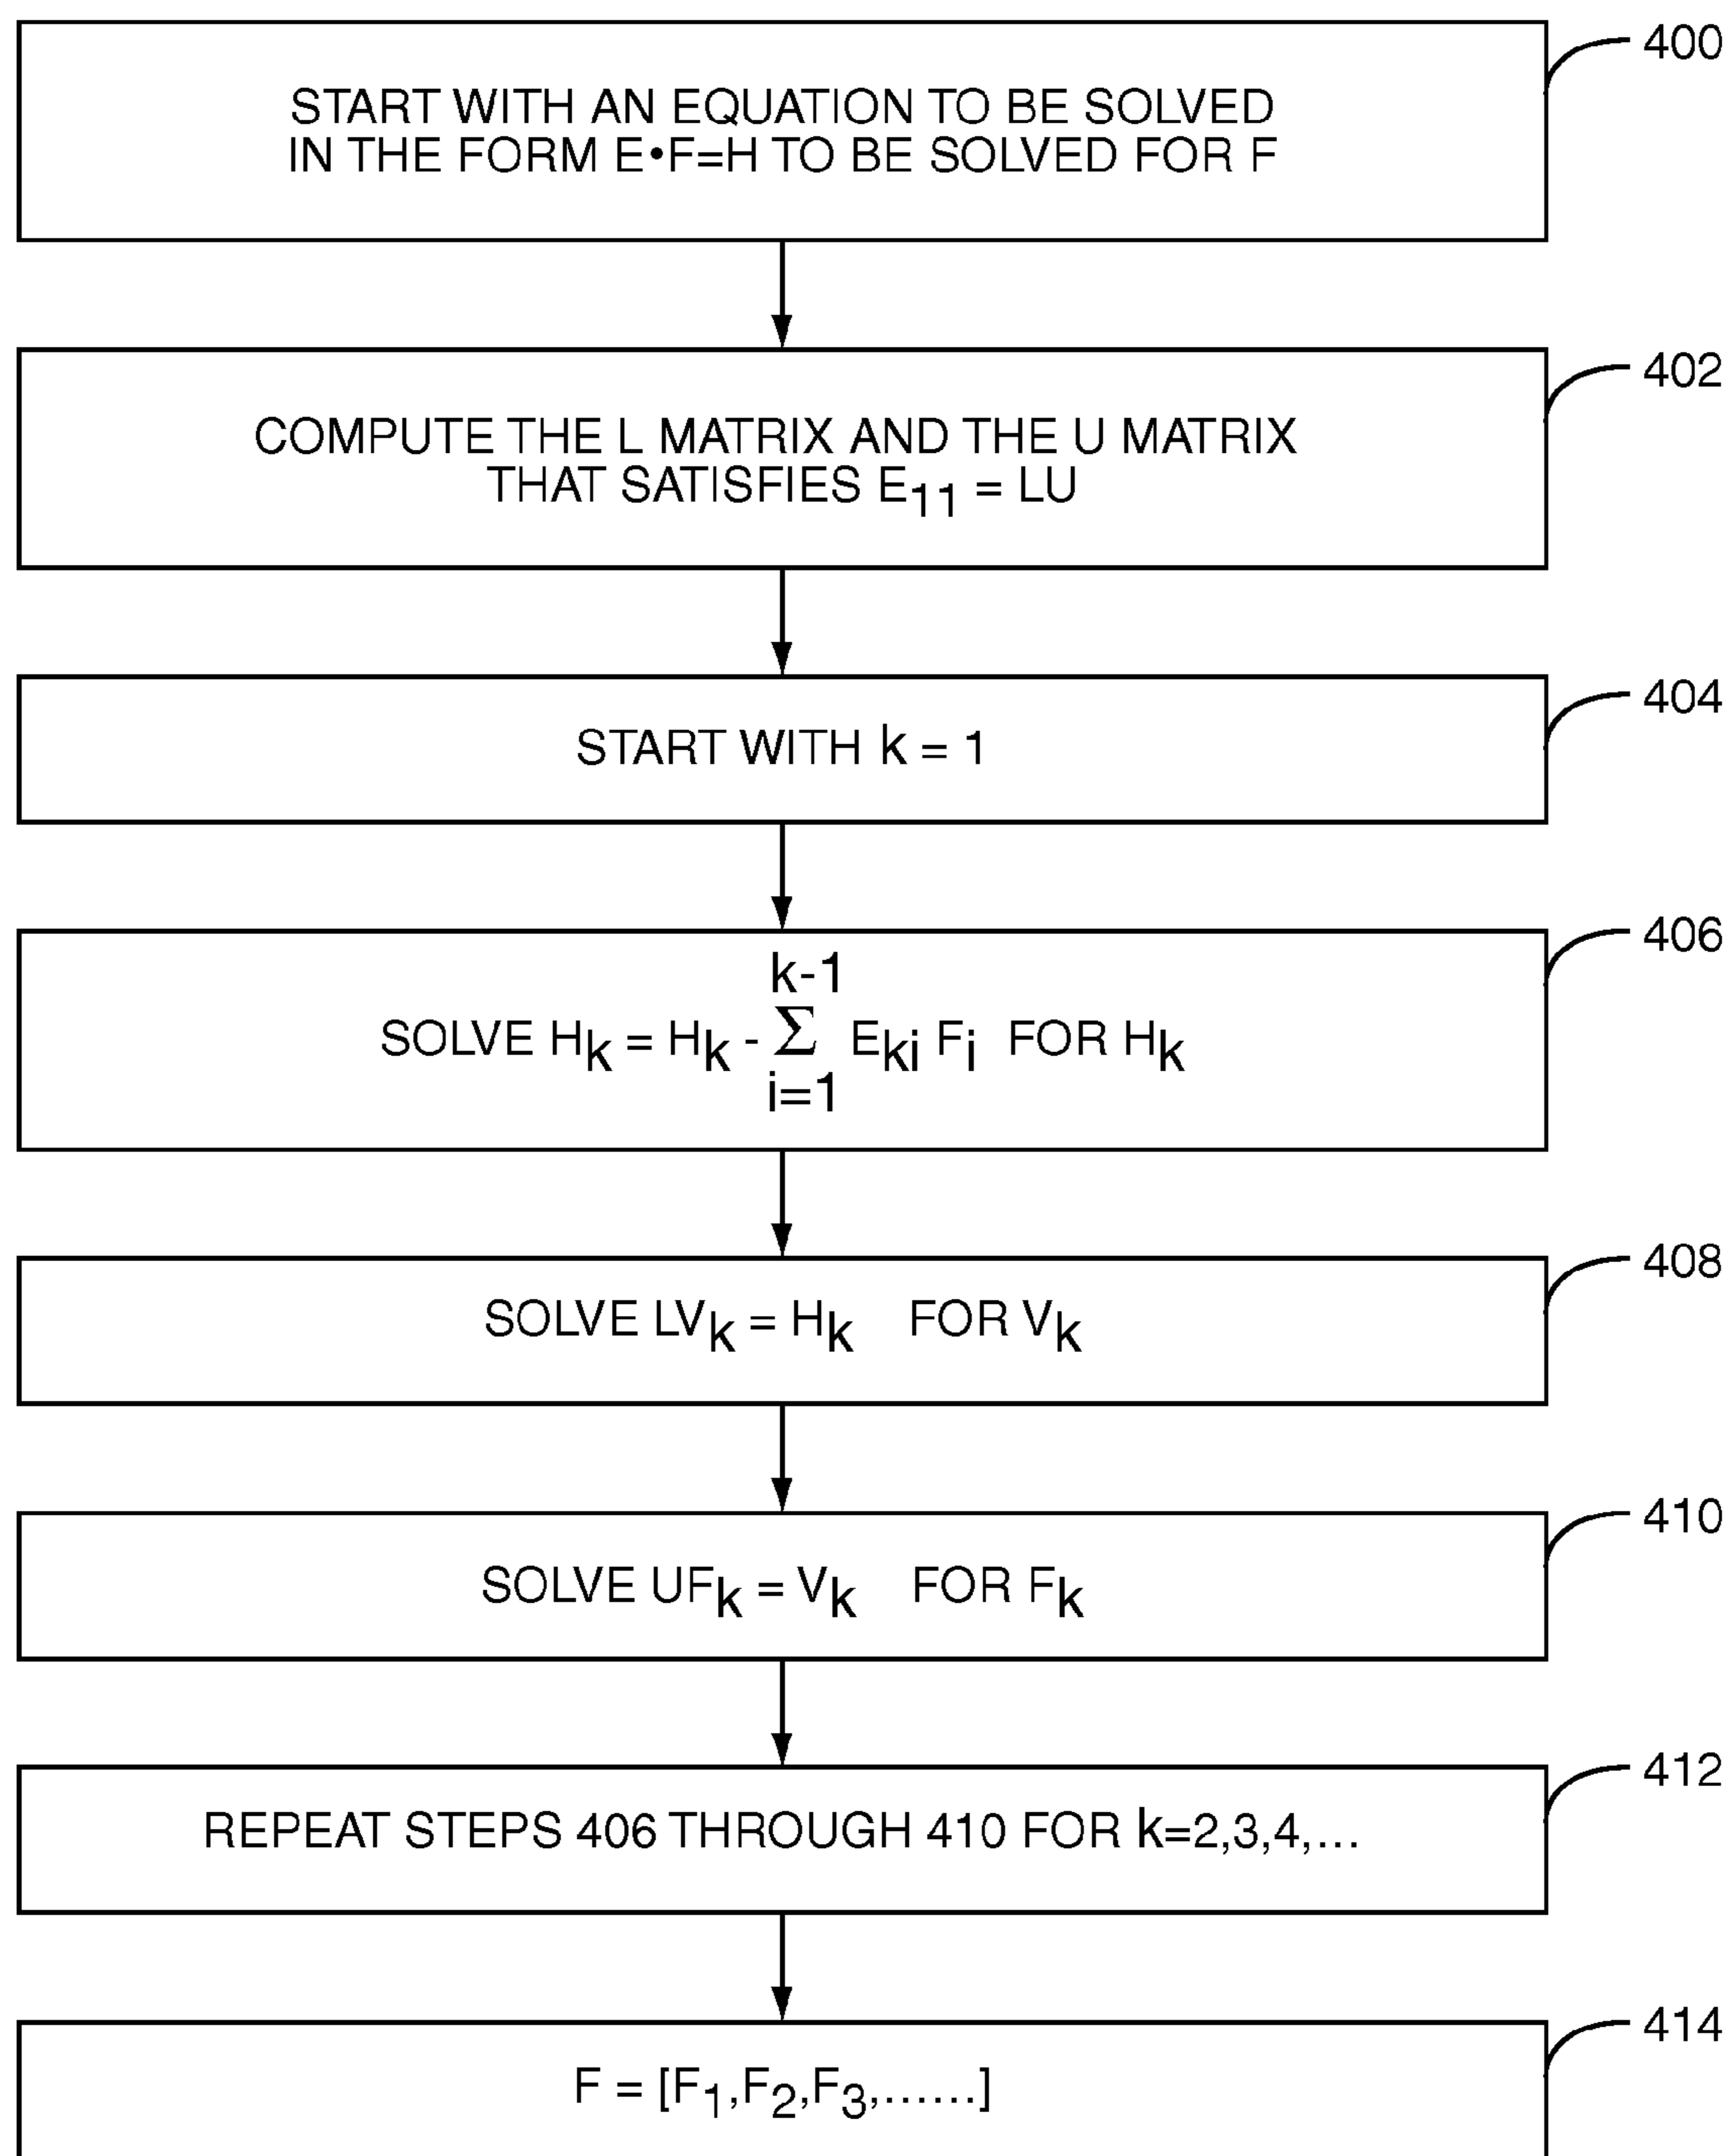 400
START WITH AN EQUATION TO BE SOLVED
IN THE FORM E•F=H TO BE SOLVED FOR F
402
COMPUTE THE L MATRIX AND THE U MATRIX
THAT SATISFIES E11 = LU
404
START WITH k = 1
406
k-1
SOLVE Hk = Hk - Σ Eki Fi FOR Hk
i=1
408
SOLVE LVk = Hk FOR Vk
410
SOLVE UFk = Vk FOR Fk
412
REPEAT STEPS 406 THROUGH 410 FOR k=2,3,4,...
414
F = [F1,F2,F3,......]